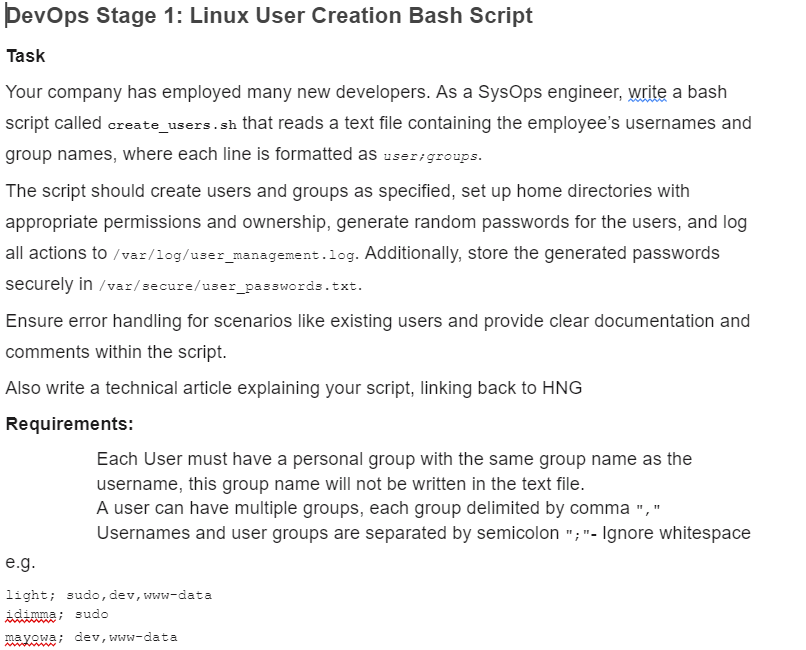 DevOps Stage 1: Linux User Creation Bash Script
Task
Your company has employed many new developers. As a SysOps engineer, write a bash
script called create_users.sh that reads a text file containing the employee’s usernames and
group names, where each line is formatted as user;groups.
The script should create users and groups as specified, set up home directories with
appropriate permissions and ownership, generate random passwords for the users, and log
all actions to /var/log/user_management.log. Additionally, store the generated passwords
securely in /var/secure/user_passwords.txt.
Ensure error handling for scenarios like existing users and provide clear documentation and
comments within the script.
Also write a technical article explaining your script, linking back to HNG
Requirements:
Each User must have a personal group with the same group name as the
username, this group name will not be written in the text file.
A user can have multiple groups, each group delimited by comma ","
Usernames and user groups are separated by semicolon ";"- Ignore whitespace
e.g.
light; sudo,dev,www-data
idimma; sudo
mayowa; dev,www-data